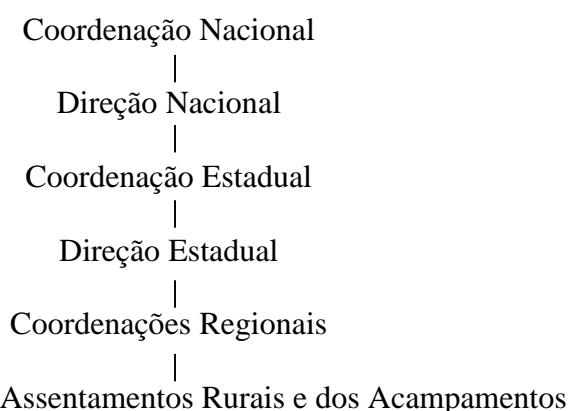 Coordenação Nacional
Direção Nacional
Coordenação Estadual
Direção Estadual
Coordenações Regionais
Assentamentos Rurais e dos Acampamentos